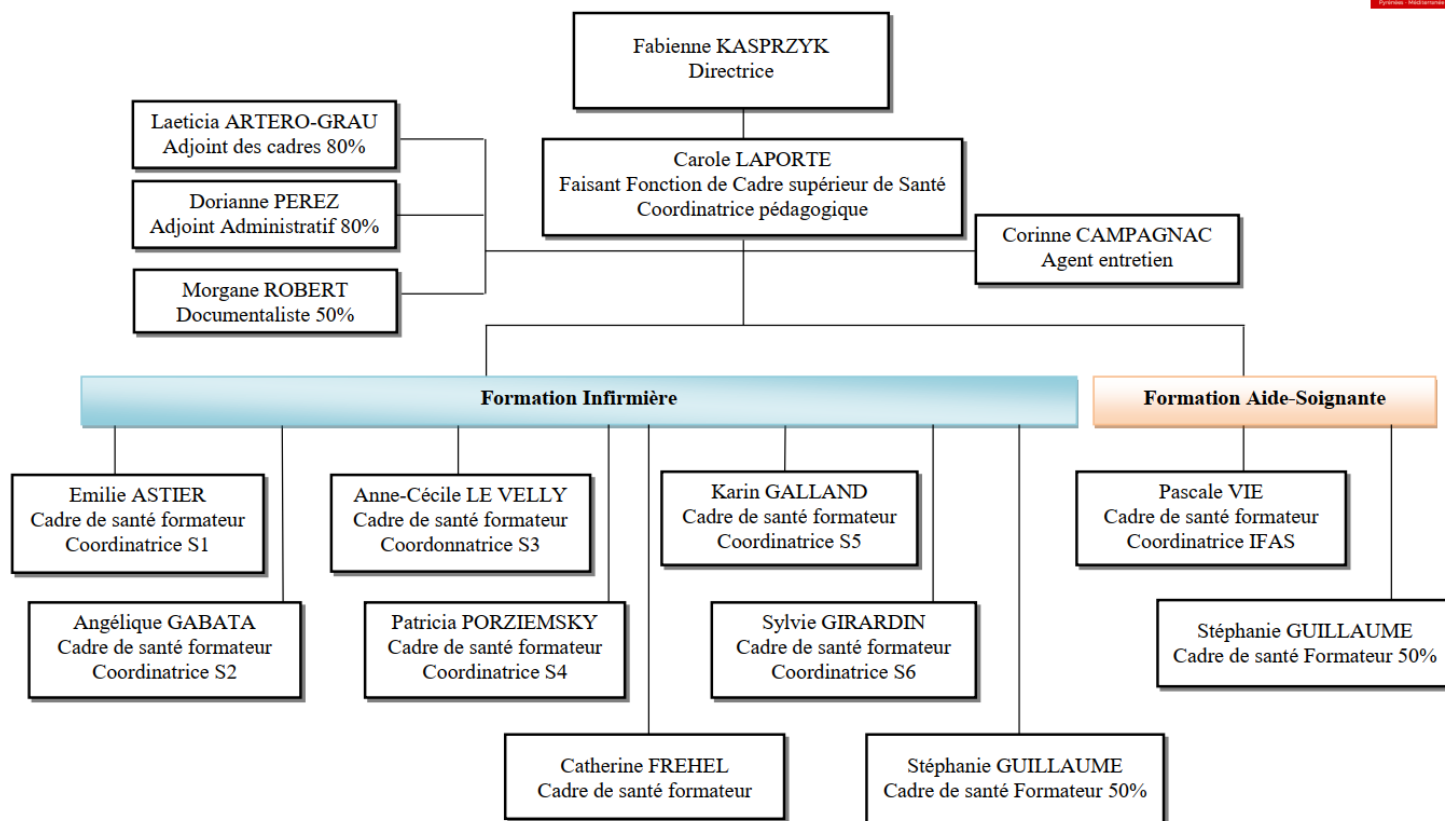 Pyrénées - Méditerranée
Fabienne KASPRZYK
Directrice
Laeticia ARTERO-GRAU
Adjoint des cadres 80%
Carole LAPORTE
Faisant Fonction de Cadre supérieur de Santé
Coordinatrice pédagogique
Dorianne PEREZ
Adjoint Administratif 80%
Corinne CAMPAGNAC
Agent entretien
Morgane ROBERT
Documentaliste 50%
Formation Infirmière
Formation Aide-Soignante
Emilie ASTIER
Cadre de santé formateur
Coordinatrice S1
Anne-Cécile LE VELLY
Cadre de santé formateur
Coordonnatrice S3
Karin GALLAND
Cadre de santé formateur
Coordinatrice S5
Pascale VIE
Cadre de santé formateur
Coordinatrice IFAS
Angélique GABATA
Cadre de santé formateur
Coordinatrice S2
Patricia PORZIEMSKY
Cadre de santé formateur
Coordinatrice S4
Sylvie GIRARDIN
Cadre de santé formateur
Coordinatrice S6
Stéphanie GUILLAUME
Cadre de santé Formateur 50%
Catherine FREHEL
Cadre de santé formateur
Stéphanie GUILLAUME
Cadre de santé Formateur 50%